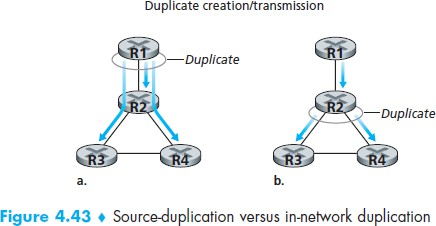 Duplicate creation/transmission
R1
Duplicate
R2
R3
R4
a.
R1
R2
Duplicate
R3
R4
b.
Figure 4.43 ♦ Source-duplication versus in-network duplication